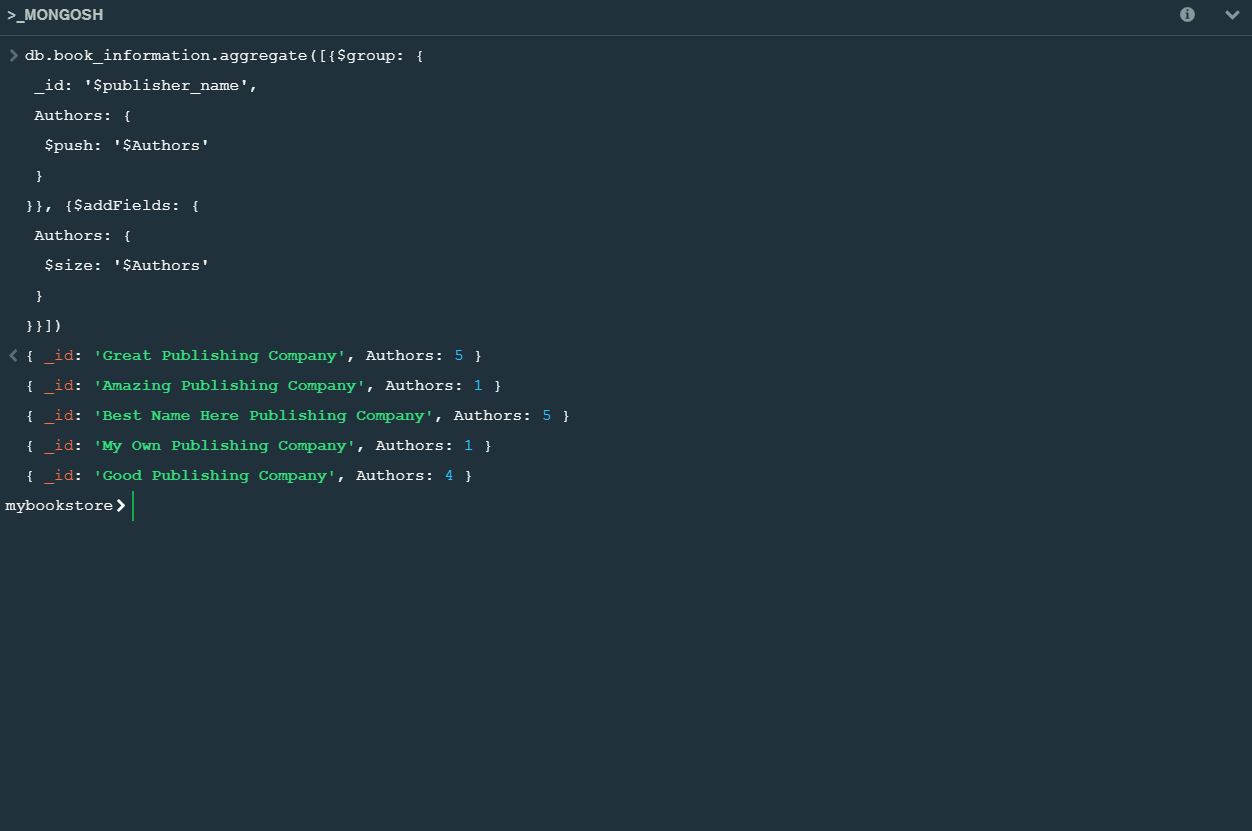 >_MONGOSH
> db.book_information.aggregate([{$group: {
_id: '$publisher_name',
Authors: {
$push: '$Authors'
}
}}, {$addFields: {
Authors: {
$size: '$Authors'
}
}}])
< { _id: 'Great Publishing Company', Authors: 5 }
{ _id: 'Amazing Publishing Company', Authors: 1 }
{ _id: 'Best Name Here Publishing Company', Authors: 5 }
{ _id: 'My Own Publishing Company', Authors: 1 }
{ _id: 'Good Publishing Company', Authors: 4 }
mybookstore>